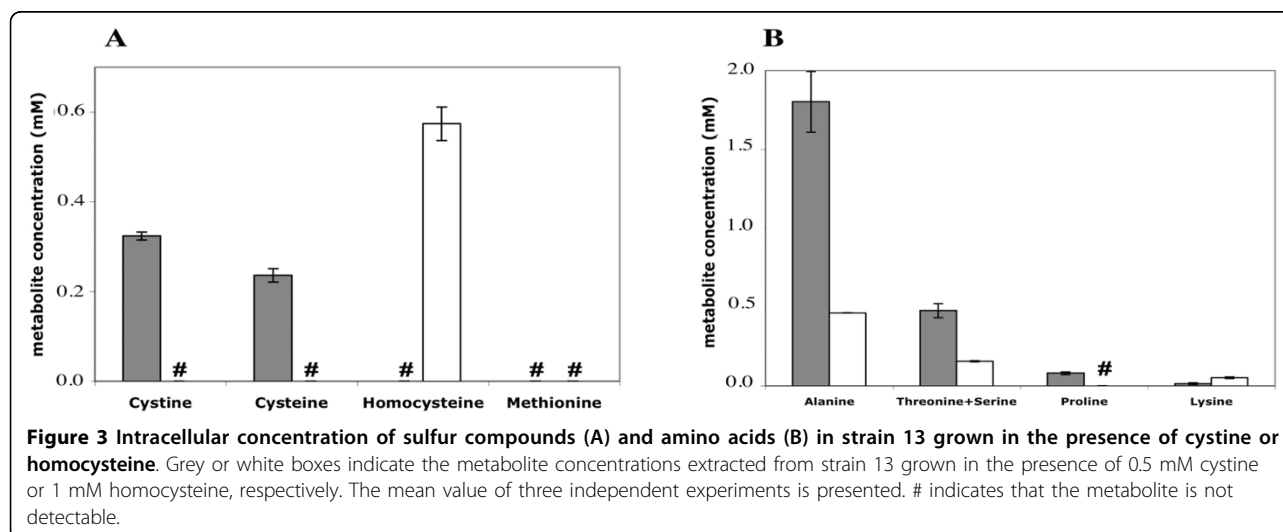 A
metabolite concentration (mM)
0.6
0.4
0.2
0.0
#
#
#
#
#
Cystine
Cysteine
Homocysteine
Methionine
B
metabolite concentration (mM)
2.0
1.5
1.0
0.5
0.0
#
Alanine
Threonine+Serine
Proline
Lysine
Figure 3 Intracellular concentration of sulfur compounds (A) and amino acids (B) in strain 13 grown in the presence of cystine or
homocysteine. Grey or white boxes indicate the metabolite concentrations extracted from strain 13 grown in the presence of 0.5 mM cystine
or 1 mM homocysteine, respectively. The mean value of three independent experiments is presented. # indicates that the metabolite is not
detectable.